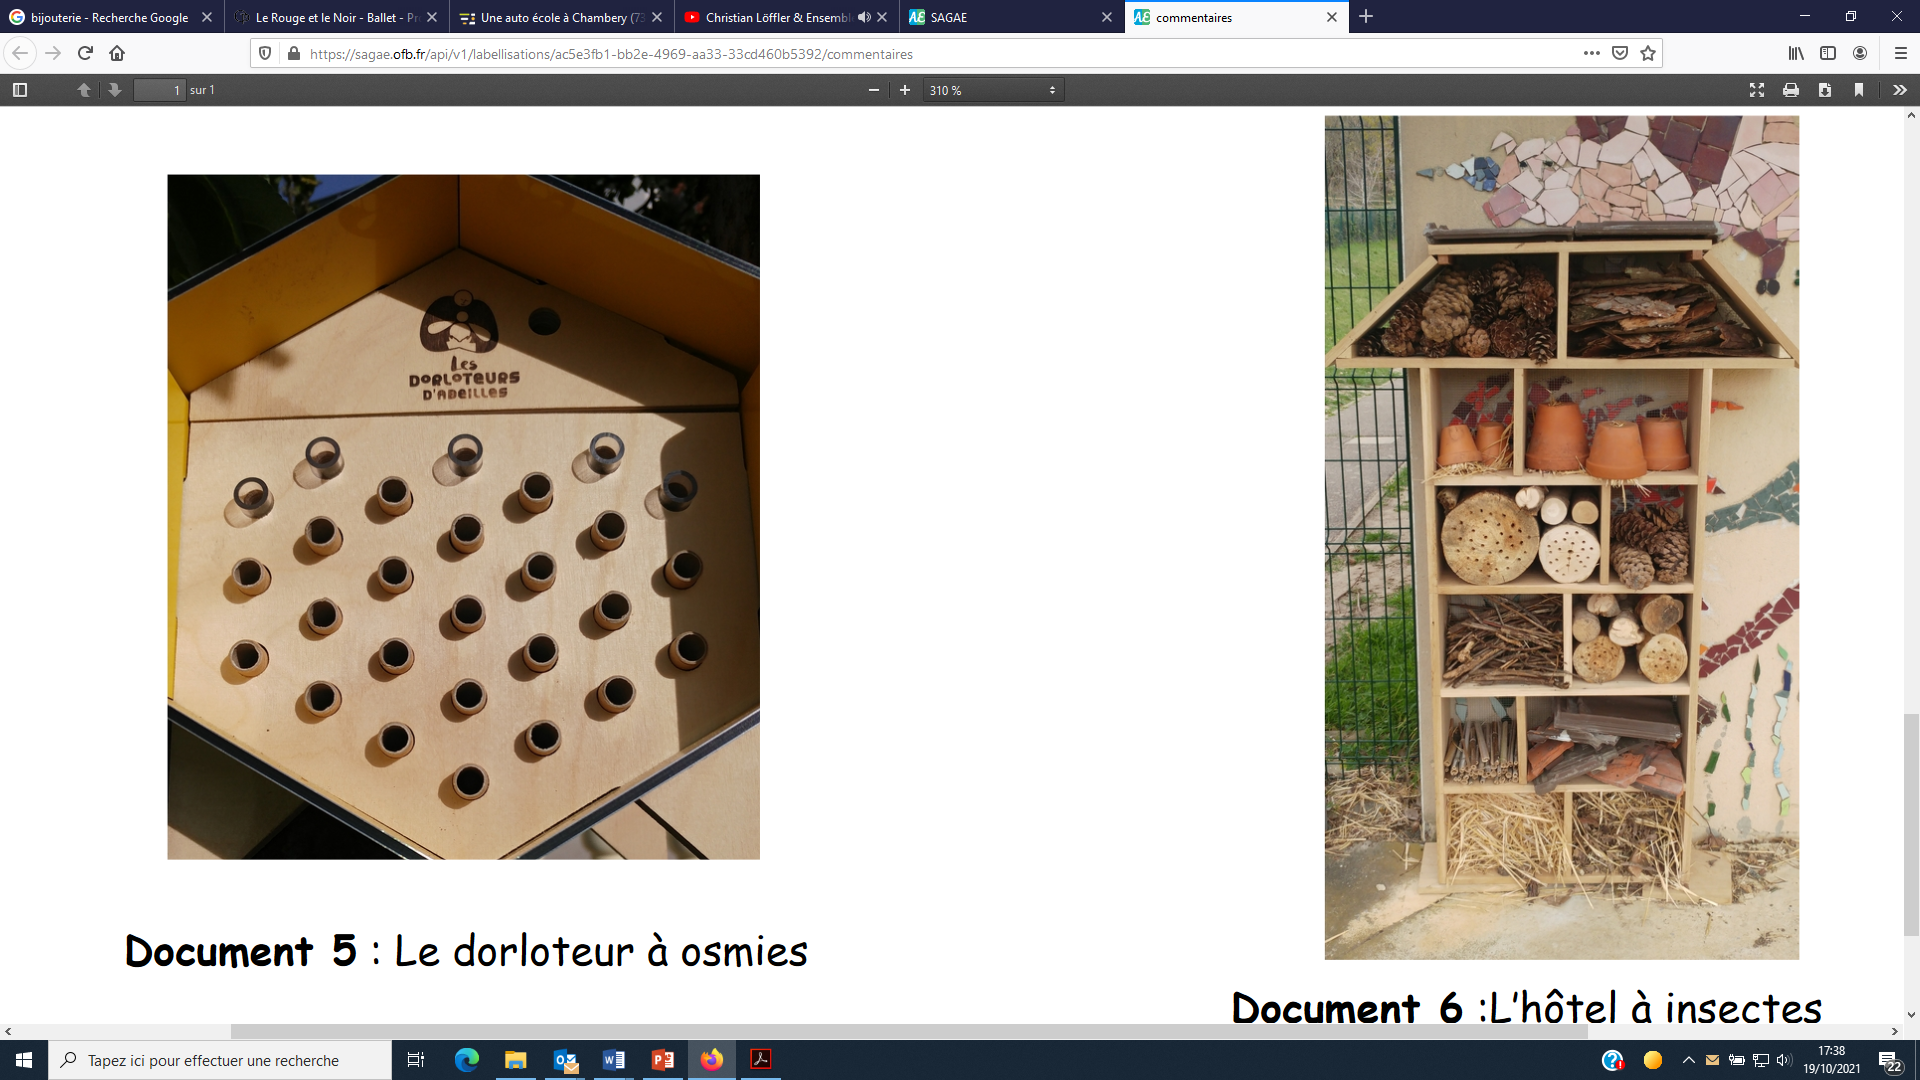 bijouterie - Recherche Google
Le Rouge et le Noir - Ballet - Pr
Une auto école à Chambery (73
Christian Löffler & Ensembl
SAGAE
commentaires
https://sagae.ofb.fr/api/v1/labellisations/ac5e3fb1-bb2e-4969-aa33-33cd460b5392/commentaires
1 sur 1
310 %
Les
DORLOTEURS
D'ABEILLES
Document 5 : Le dorloteur à osmies
Document 6 :L'hôtel à insectes
Tapez ici pour effectuer une recherche
17:38
19/10/2021
22